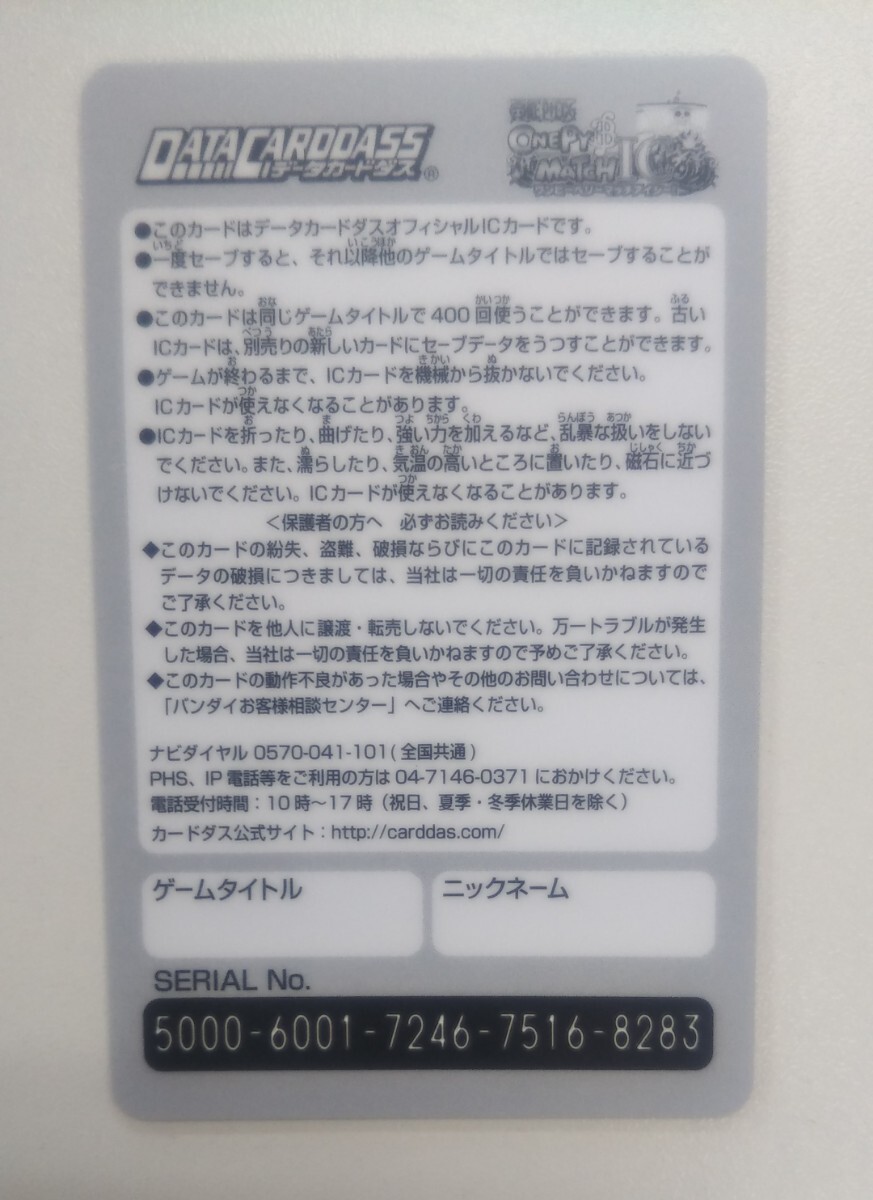 DATA CARDDASS
データカードダス®
ONE PIECE
ONEPY
MATCH IC
ワンピーベリーマッチアイシー
●このカードはデータカードダスオフィシャルICカードです。
●一度セーブすると、それ以降他のゲームタイトルではセーブすることが
できません。
●このカードは同じゲームタイトルで400回使うことができます。古い
ICカードは、別売りの新しいカードにセーブデータをうつすことができます。
●ゲームが終わるまで、ICカードを機械から抜かないでください。
ICカードが使えなくなることがあります。
●ICカードを折ったり、曲げたり、強い力を加えるなど、乱暴な扱いをしない
でください。また、濡らしたり、気温の高いところに置いたり、磁石に近づ
けないでください。ICカードが使えなくなることがあります。
＜保護者の方へ　必ずお読みください＞
◆このカードの紛失、盗難、破損ならびにこのカードに記録されている
データの破損につきましては、当社は一切の責任を負いかねますので
ご了承ください。
◆このカードを他人に譲渡・転売しないでください。万一トラブルが発生
した場合、当社は一切の責任を負いかねますので予めご了承ください。
◆このカードの動作不良があった場合やその他のお問い合わせについては、
「バンダイお客様相談センター」へご連絡ください。
ナビダイヤル 0570-041-101(全国共通)
PHS、IP電話等をご利用の方は 04-7146-0371 におかけください。
電話受付時間：10時〜17時（祝日、夏季・冬季休業日を除く）
カードダス公式サイト：http://carddas.com/
ゲームタイトル
ニックネーム
SERIAL No.
5000-6001-7246-7516-8283